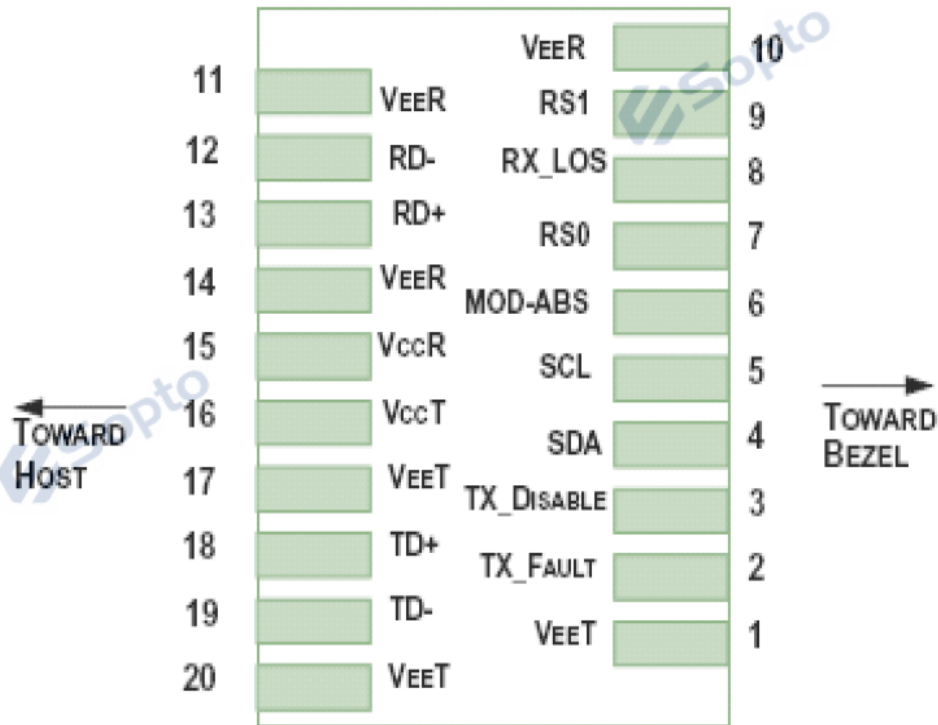 VEER 10
11 VEER
RS1 9
12 RD-
RX_LOS 8
13 RD+
RS0 7
14 VEER
MOD-ABS 6
15 VccR
SCL 5
16 VccT
TOWARD HOST
TOWARD BEZEL
SDA 4
17 VEET
TX_DISABLE 3
18 TD+
TX_FAULT 2
19 TD-
VEET 1
20 VEET
Sopto
Sopto